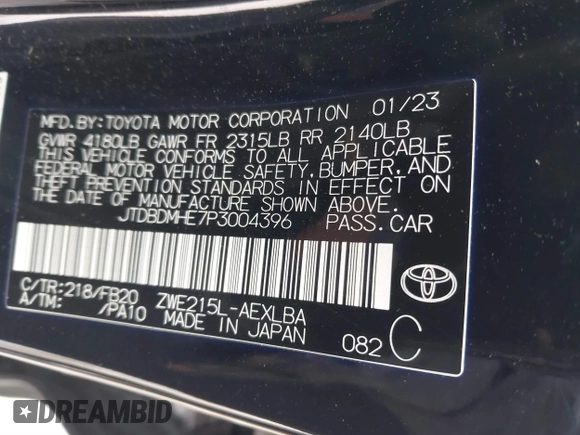 MFD.BY:TOYOTA MOTOR CORPORATION 01/23
GVWR 4180LB GAWR FR 2315LB RR 2140LB
THIS VEHICLE CONFORMS TO ALL APPLICABLE
FEDERAL MOTOR VEHICLE SAFETY,BUMPER,AND
THEFT PREVENTION STANDARDS IN EFFECT ON
THE DATE OF MANUFACTURE SHOWN ABOVE.
JTDBDMHE7P3004396 PASS.CAR
C/TR:218/FB20 ZWE215L-AEXLBA
A/TM: /PA10 MADE IN JAPAN 082 C
DREAMBID